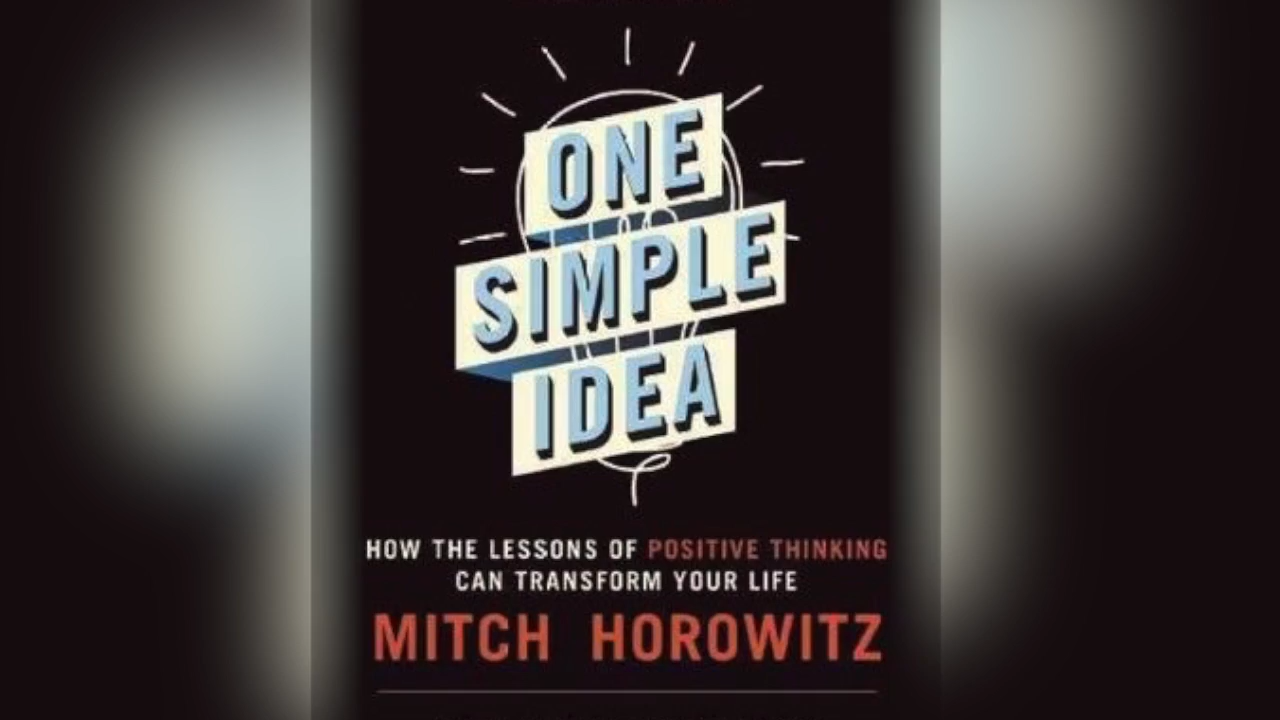 ONE
SIMPLE
IDEA
HOW THE LESSONS OF POSITIVE THINKING
CAN TRANSFORM YOUR LIFE
MITCH HOROWITZ